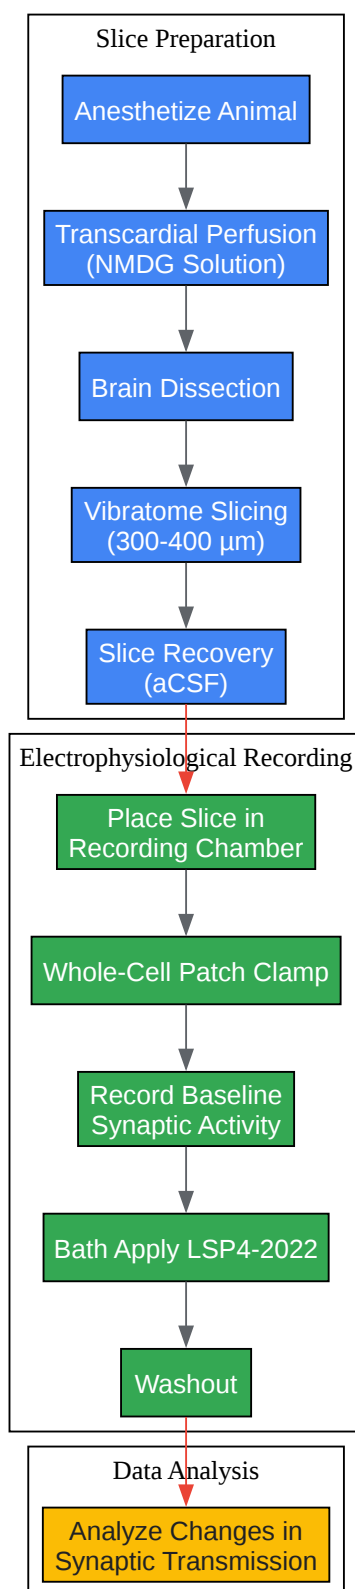 Slice Preparation
Anesthetize Animal
Transcardial Perfusion
(NMDG Solution)
Brain Dissection
Vibratome Slicing
(300-400 µm)
Slice Recovery
(aCSF)
Electrophysiological Recording
Place Slice in
Recording Chamber
Whole-Cell Patch Clamp
Record Baseline
Synaptic Activity
Bath Apply LSP4-2022
Washout
Data Analysis
Analyze Changes in
Synaptic Transmission